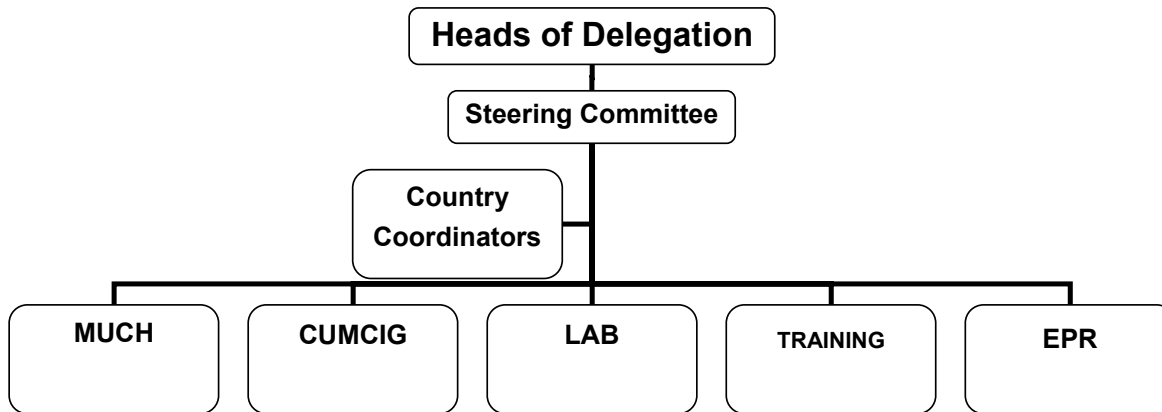 Heads of Delegation
Steering Committee
Country
Coordinators
MUCH
CUMCIG
LAB
TRAINING
EPR